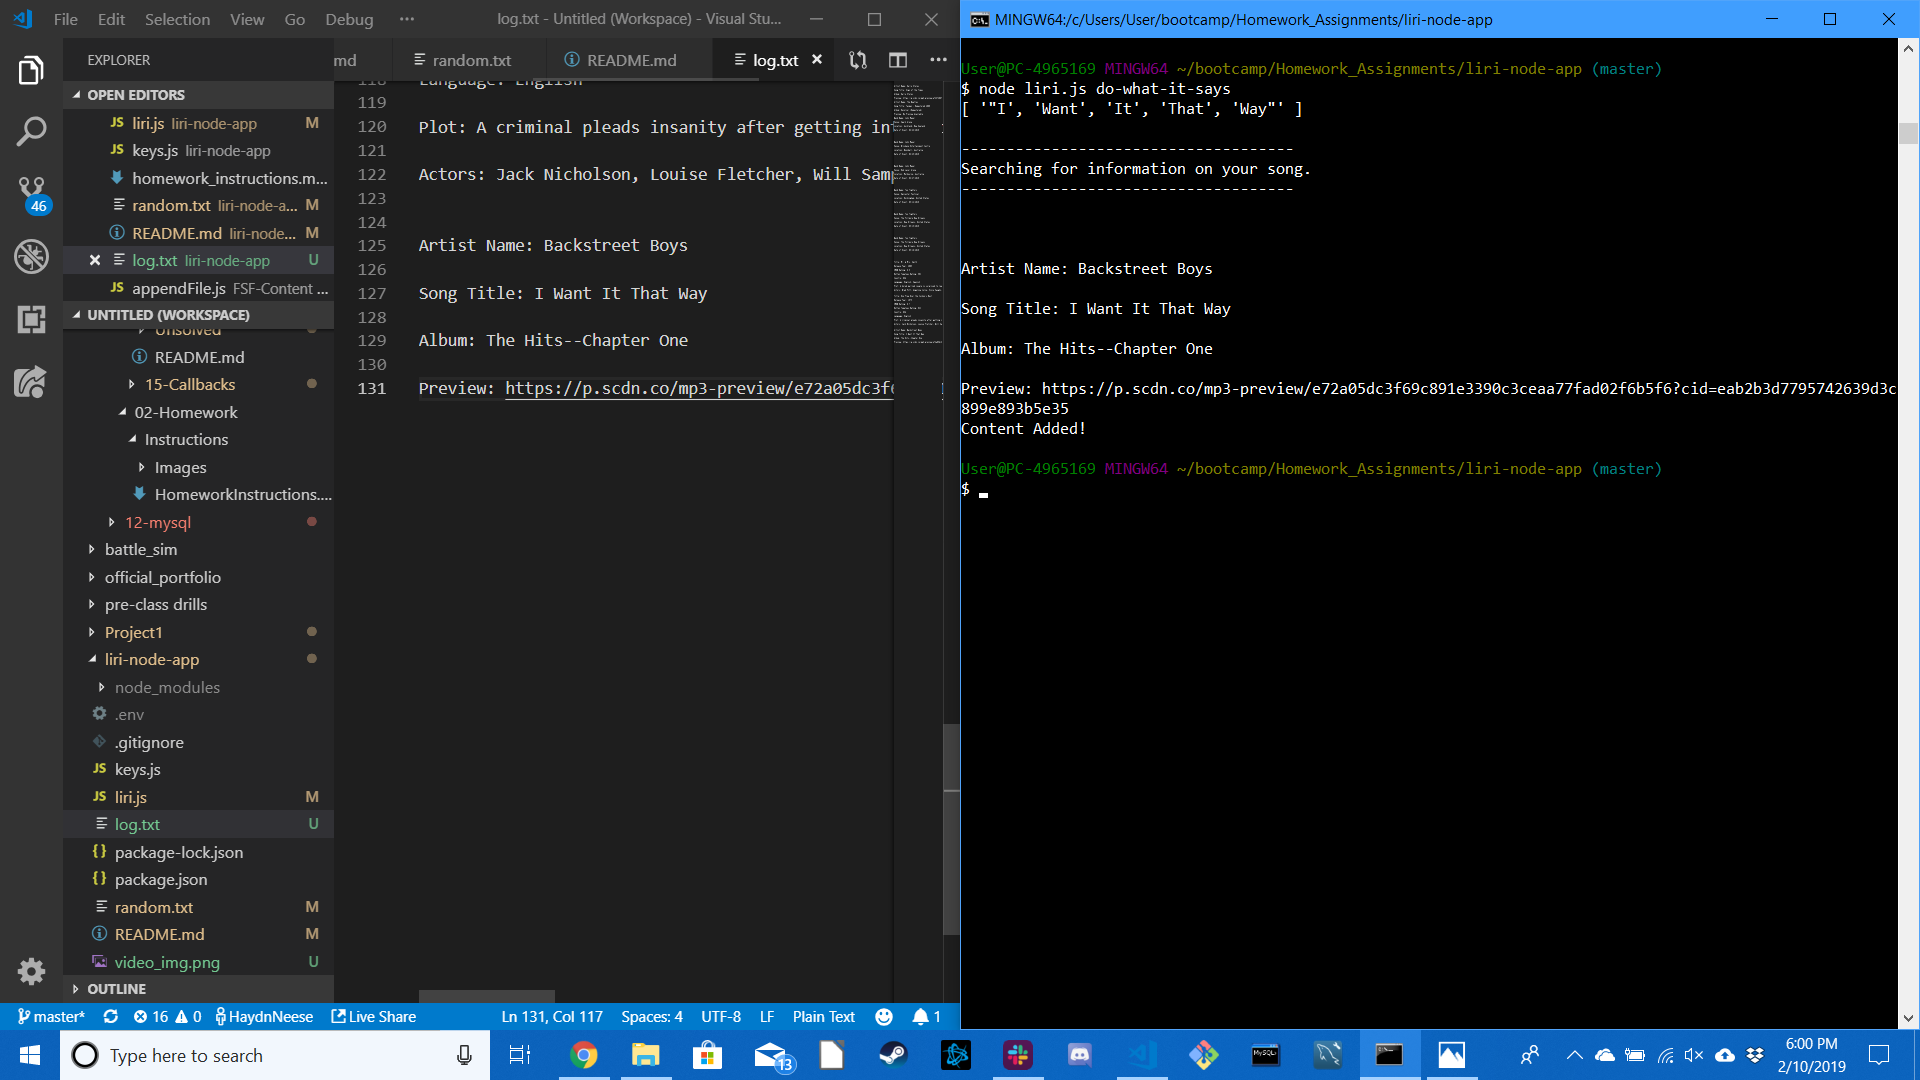 File Edit Selection View Go Debug ··· log.txt - Untitled (Workspace) - Visual Stu...
EXPLORER
OPEN EDITORS
JS liri.js liri-node-app M
JS keys.js liri-node-app
homework_instructions.m...
random.txt liri-node-a... M
README.md liri-node... M
log.txt liri-node-app U
JS appendFile.js FSF-Content ...
UNTITLED (WORKSPACE)
Unsolved
README.md
15-Callbacks
02-Homework
Instructions
Images
HomeworkInstructions....
12-mysql
battle_sim
official_portfolio
pre-class drills
Project1
liri-node-app
node_modules
.env
.gitignore
JS keys.js
JS liri.js M
log.txt U
{} package-lock.json
{} package.json
random.txt M
README.md M
video_img.png U
OUTLINE
46
md random.txt README.md log.txt
118 Language: English
119
120 Plot: A criminal pleads insanity after getting in
121
122 Actors: Jack Nicholson, Louise Fletcher, Will Sam
123
124
125 Artist Name: Backstreet Boys
126
127 Song Title: I Want It That Way
128
129 Album: The Hits--Chapter One
130
131 Preview: https://p.scdn.co/mp3-preview/e72a05dc3f6
master* 16 0 HaydnNeese Live Share Ln 131, Col 117 Spaces: 4 UTF-8 LF Plain Text 1
MINGW64:/c/Users/User/bootcamp/Homework_Assignments/liri-node-app
User@PC-4965169 MINGW64 ~/bootcamp/Homework_Assignments/liri-node-app (master)
$ node liri.js do-what-it-says
[ '"I', 'Want', 'It', 'That', 'Way"' ]
-------------------------------------
Searching for information on your song.
-------------------------------------
Artist Name: Backstreet Boys
Song Title: I Want It That Way
Album: The Hits--Chapter One
Preview: https://p.scdn.co/mp3-preview/e72a05dc3f69c891e3390c3ceaa77fad02f6b5f6?cid=eab2b3d7795742639d3c
899e893b5e35
Content Added!
User@PC-4965169 MINGW64 ~/bootcamp/Homework_Assignments/liri-node-app (master)
$
Type here to search
13
MySQL
6:00 PM
2/10/2019